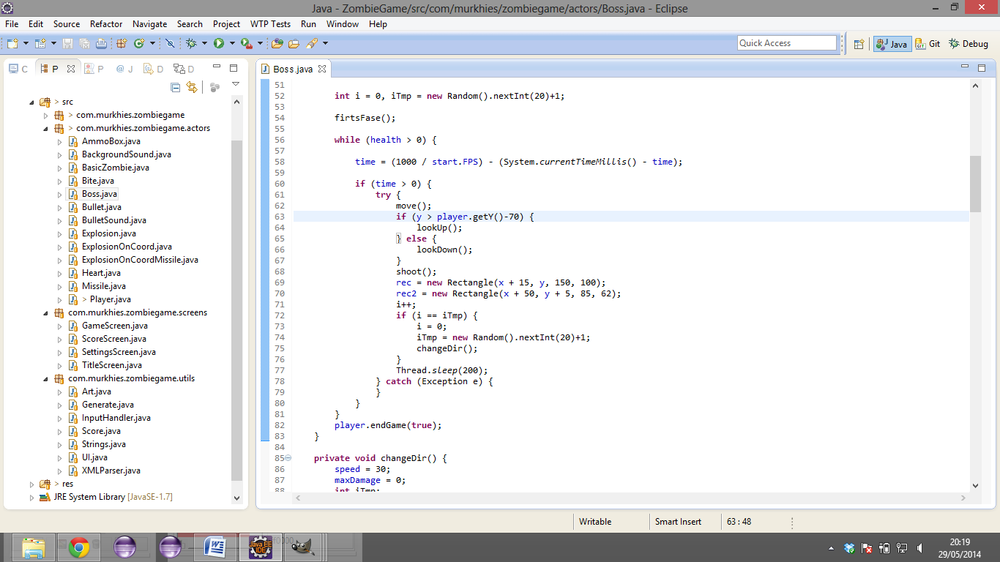 Java - ZombieGame/src/com/murkhies/zombiegame/actors/Boss.java - Eclipse
File Edit Source Refactor Navigate Search Project WTP Tests Run Window Help
Quick Access
Java
Git
Debug
C
P
P
@ J
D
D
> src
> com.murkhies.zombiegame
> com.murkhies.zombiegame.actors
AmmoBox.java
BackgroundSound.java
BasicZombie.java
Bite.java
Boss.java
Bullet.java
BulletSound.java
Explosion.java
ExplosionOnCoord.java
ExplosionOnCoordMissile.java
Heart.java
Missile.java
> Player.java
com.murkhies.zombiegame.screens
GameScreen.java
ScoreScreen.java
SettingsScreen.java
TitleScreen.java
com.murkhies.zombiegame.utils
Art.java
Generate.java
InputHandler.java
Score.java
Strings.java
UI.java
XMLParser.java
> res
JRE System Library [JavaSE-1.7]
Boss.java
51
52 int i = 0, iTmp = new Random().nextInt(20)+1;
53
54 firtsFase();
55
56 while (health > 0) {
57
58 time = (1000 / start.FPS) - (System.currentTimeMillis() - time);
59
60 if (time > 0) {
61 try {
62 move();
63 if (y > player.getY()-70) {
64 lookUp();
65 } else {
66 lookDown();
67 }
68 shoot();
69 rec = new Rectangle(x + 15, y, 150, 100);
70 rec2 = new Rectangle(x + 50, y + 5, 85, 62);
71 i++;
72 if (i == iTmp) {
73 i = 0;
74 iTmp = new Random().nextInt(20)+1;
75 changeDir();
76 }
77 Thread.sleep(200);
78 } catch (Exception e) {
79 }
80 }
81 }
82 player.endGame(true);
83 }
84
85 private void changeDir() {
86 speed = 30;
87 maxDamage = 0;
88 int iTmp;
Writable
Smart Insert
63 : 48
Java EE
IDE
20:19
29/05/2014